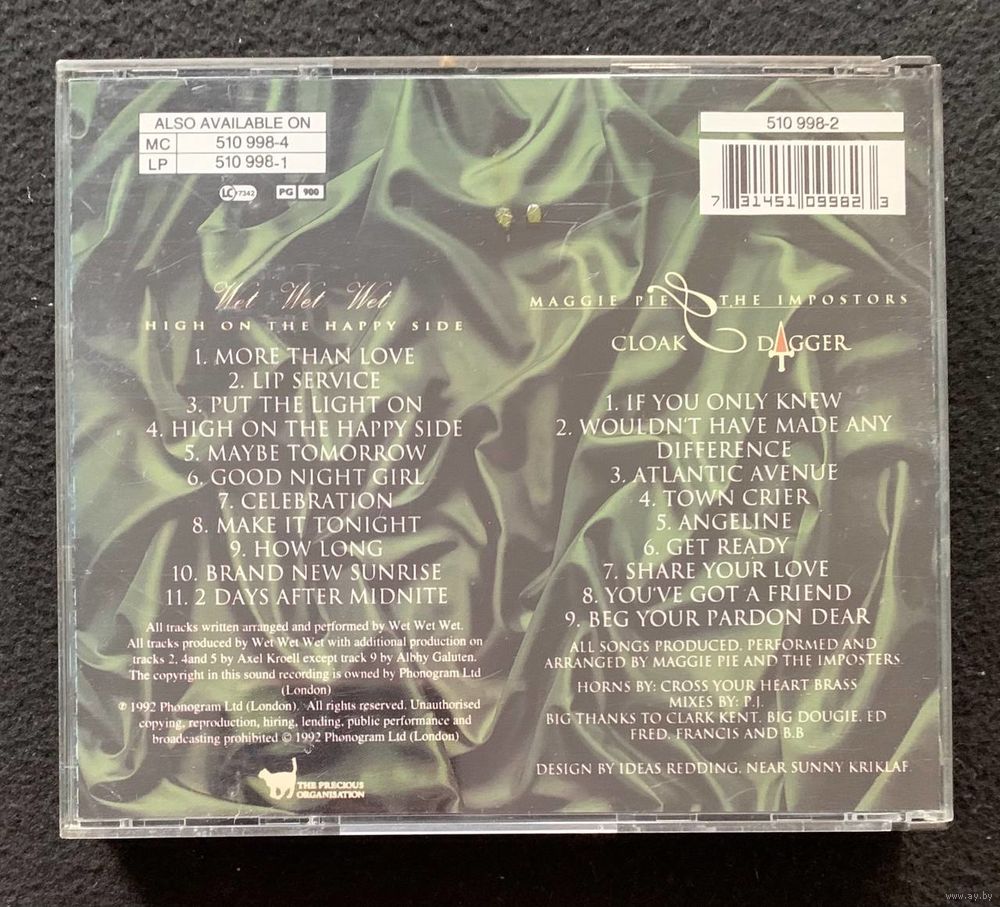 ALSO AVAILABLE ON
MC 510 998-4
LP 510 998-1
LC 7342
PG 900
510 998-2
7 31451 09982 3
Wet Wet Wet
HIGH ON THE HAPPY SIDE
1. MORE THAN LOVE
2. LIP SERVICE
3. PUT THE LIGHT ON
4. HIGH ON THE HAPPY SIDE
5. MAYBE TOMORROW
6. GOOD NIGHT GIRL
7. CELEBRATION
8. MAKE IT TONIGHT
9. HOW LONG
10. BRAND NEW SUNRISE
11. 2 DAYS AFTER MIDNITE
All tracks written arranged and performed by Wet Wet Wet.
All tracks produced by Wet Wet Wet with additional production on
tracks 2, 4and 5 by Axel Kroell except track 9 by Albhy Galuten.
The copyright in this sound recording is owned by Phonogram Ltd
(London)
℗ 1992 Phonogram Ltd (London). All rights reserved. Unauthorised
copying, reproduction, hiring, lending, public performance and
broadcasting prohibited © 1992 Phonogram Ltd (London)
THE PRECIOUS
ORGANISATION
MAGGIE PIE & THE IMPOSTORS
CLOAK & DAGGER
1. IF YOU ONLY KNEW
2. WOULDN'T HAVE MADE ANY
DIFFERENCE
3. ATLANTIC AVENUE
4. TOWN CRIER
5. ANGELINE
6. GET READY
7. SHARE YOUR LOVE
8. YOU'VE GOT A FRIEND
9. BEG YOUR PARDON DEAR
ALL SONGS PRODUCED, PERFORMED AND
ARRANGED BY MAGGIE PIE AND THE IMPOSTERS
HORNS BY: CROSS YOUR HEART BRASS
MIXES BY: P.J.
BIG THANKS TO CLARK KENT, BIG DOUGIE, ED
FRED, FRANCIS AND B.B
DESIGN BY IDEAS REDDING, NEAR SUNNY KRIKLAF.
www.ay.by